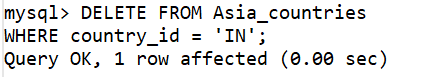 mysql> DELETE FROM Asia_countries
WHERE country_id = 'IN';
Query OK, 1 row affected (0.00 sec)